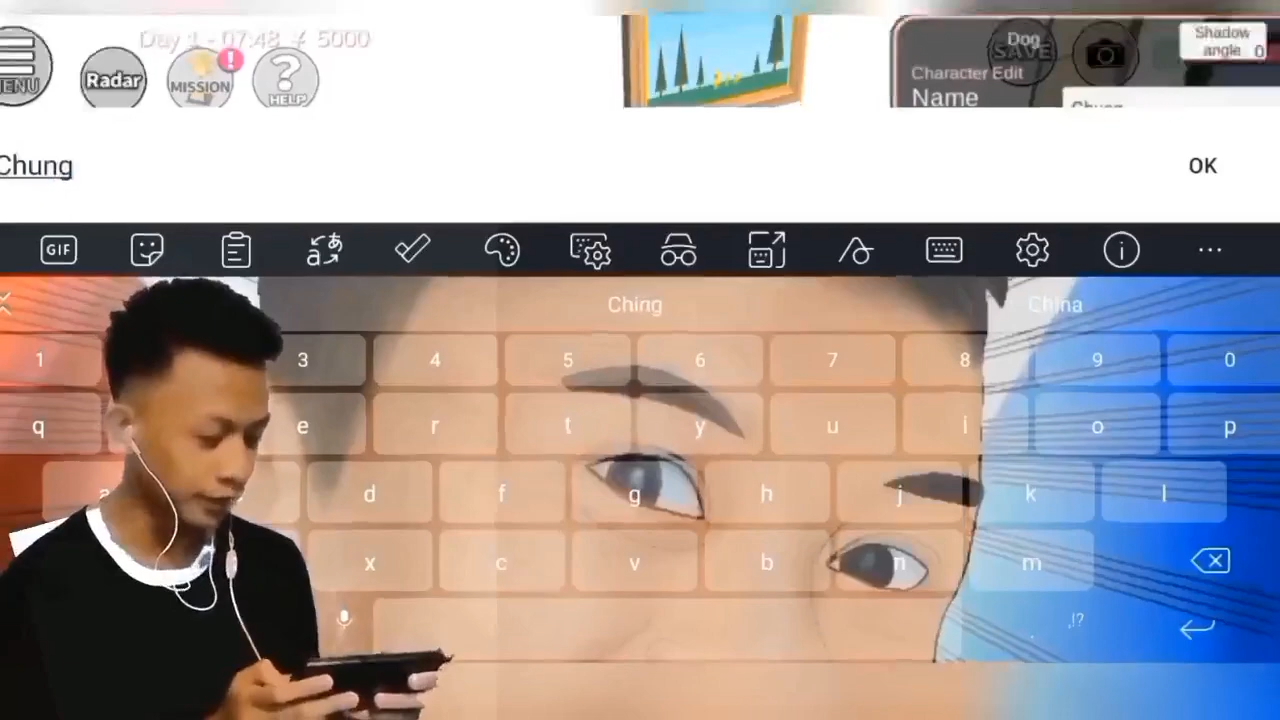 Day 1 - 07:48 ¥ 5000
MENU
Radar
MISSION
!
?
HELP
Dog
SAVE
Shadow
angle 0
Character Edit
Name
Chung
Chung
OK
GIF
Ching
China
1 3 4 5 6 7 8 9 0
q e r t y u i o p
a d f g h j k l
x c v b n m
,!?